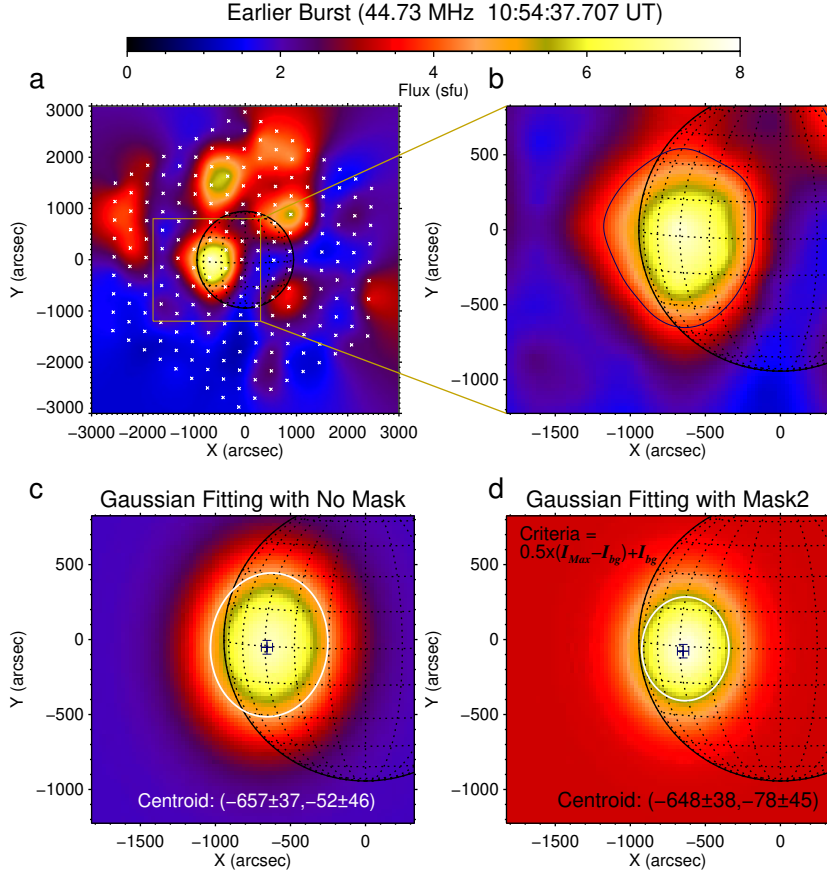 Earlier Burst (44.73 MHz 10:54:37.707 UT)
0 2 4 6 8
Flux (sfu)
a
3000
2000
1000
0
−1000
−2000
−3000
Y (arcsec)
−3000 −2000 −1000 0 1000 2000 3000
X (arcsec)
b
500
0
−500
−1000
Y (arcsec)
−1500 −1000 −500 0
X (arcsec)
c
Gaussian Fitting with No Mask
500
0
−500
−1000
Y (arcsec)
Centroid: (−657±37,−52±46)
−1500 −1000 −500 0
X (arcsec)
d
Gaussian Fitting with Mask2
Criteria =
0.5x(I_Max−I_bg)+I_bg
500
0
−500
−1000
Y (arcsec)
Centroid: (−648±38,−78±45)
−1500 −1000 −500 0
X (arcsec)